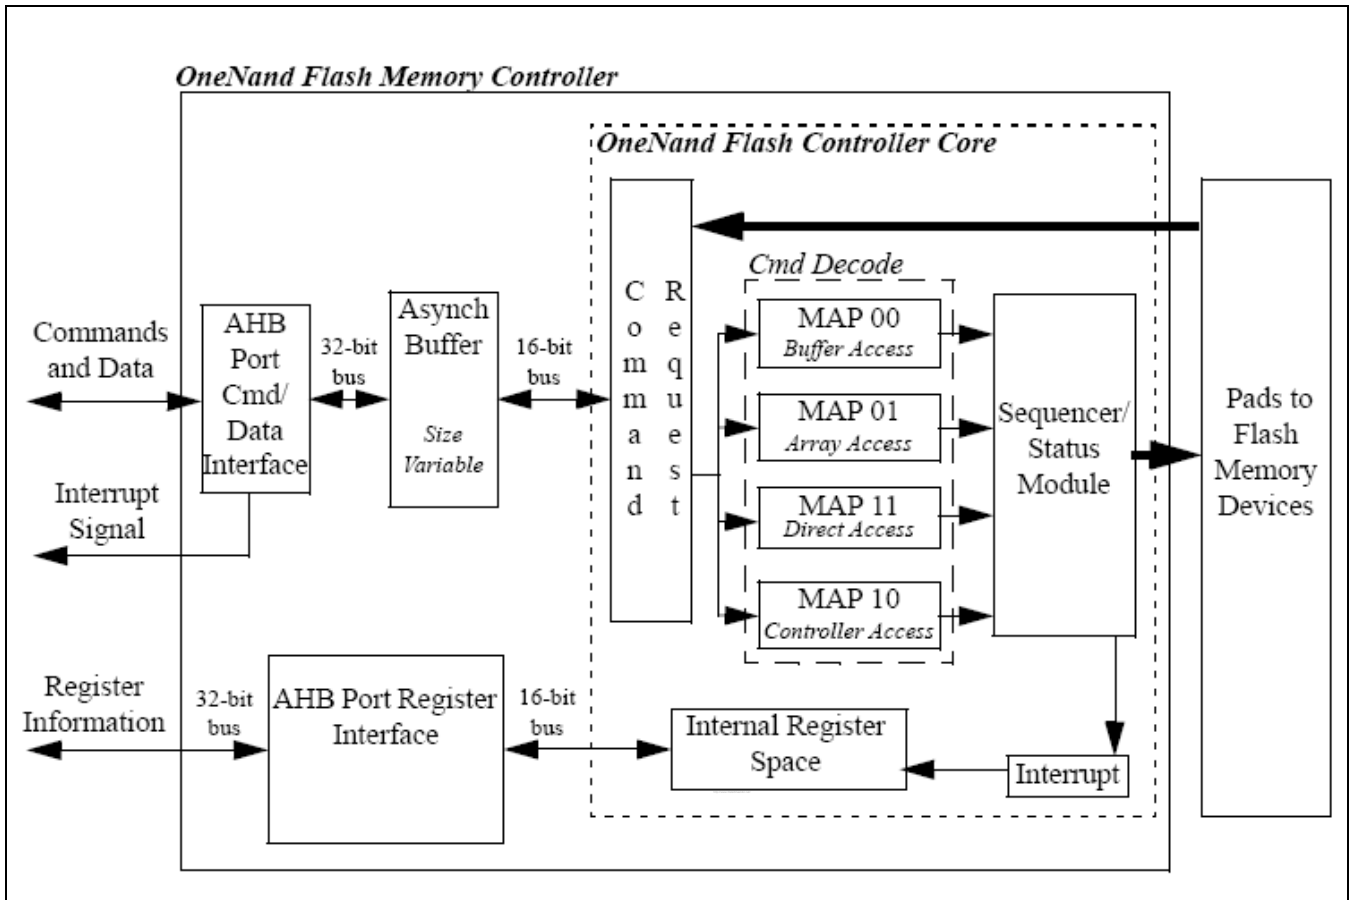 OneNand Flash Memory Controller
OneNand Flash Controller Core
Commands
and Data
Interrupt
Signal
AHB
Port
Cmd/
Data
Interface
32-bit
bus
Asynch
Buffer
Size
Variable
16-bit
bus
Command
Request
Cmd Decode
MAP 00
Buffer Access
MAP 01
Array Access
MAP 11
Direct Access
MAP 10
Controller Access
Sequencer/
Status
Module
Pads to
Flash
Memory
Devices
Register
Information
32-bit
bus
AHB Port Register
Interface
16-bit
bus
Internal Register
Space
Interrupt